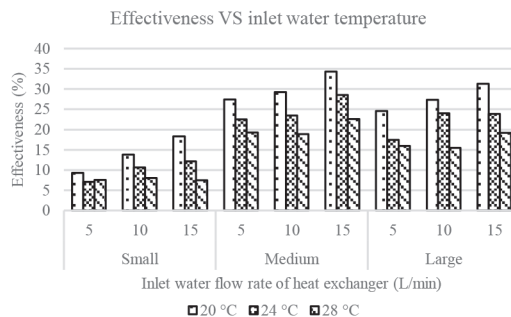 Effectiveness VS inlet water temperature
Effectiveness (%)
40
35
30
25
20
15
10
5
0
5 10 15 5 10 15 5 10 15
Small Medium Large
Inlet water flow rate of heat exchanger (L/min)
20 °C 24 °C 28 °C